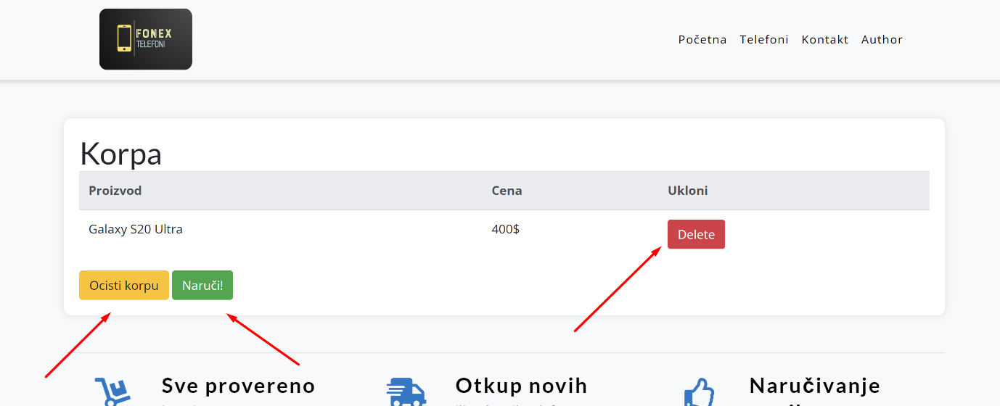 FONEX
TELEFONI
Početna Telefoni Kontakt Author
Korpa
Proizvod Cena Ukloni
Galaxy S20 Ultra 400$ Delete
Ocisti korpu Naruči!
Sve provereno Otkup novih Naručivanje